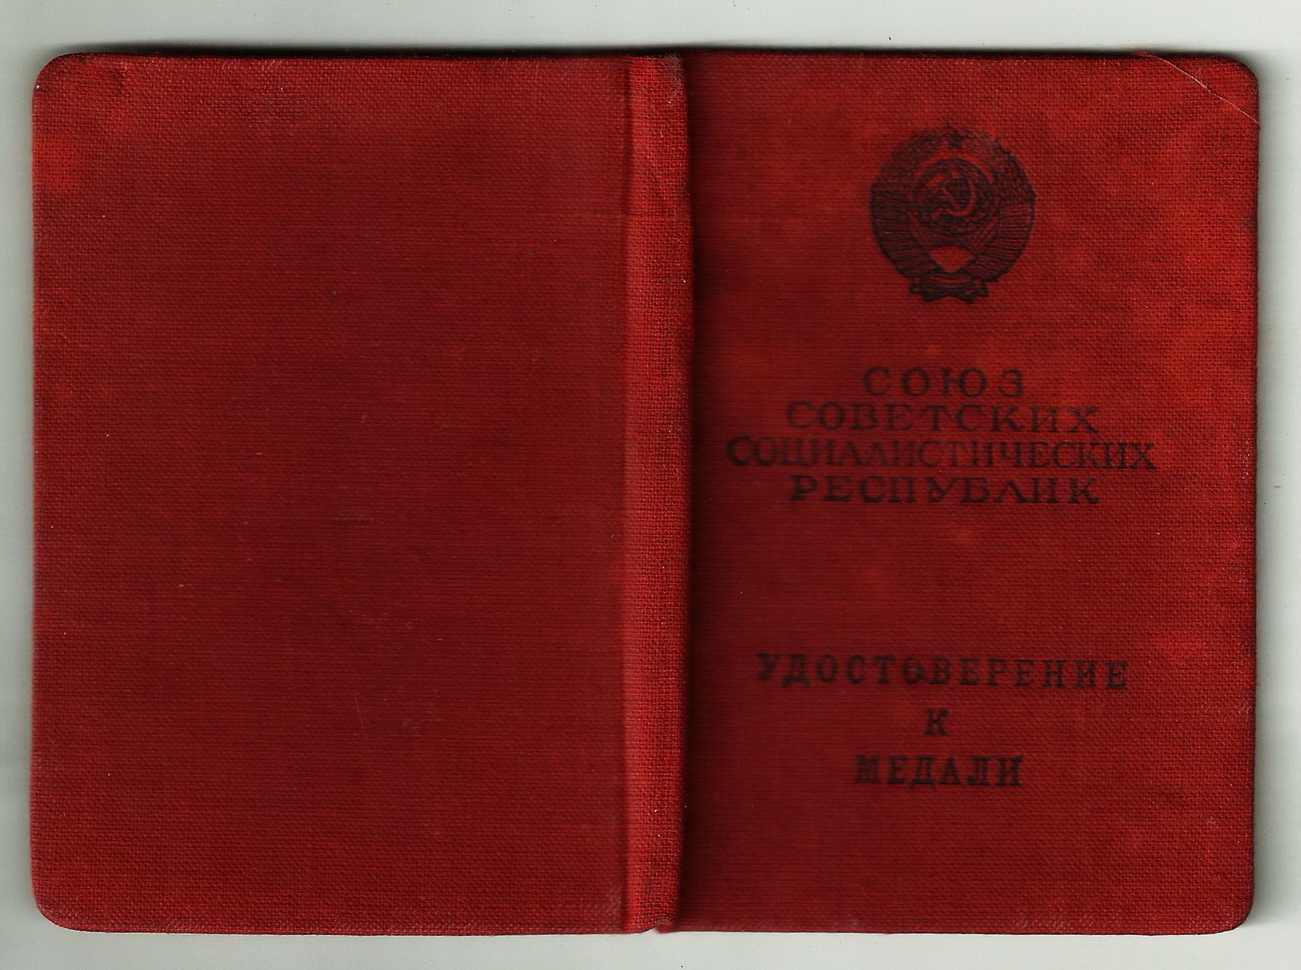 СОЮЗ
СОВЕТСКИХ
СОЦИАЛИСТИЧЕСКИХ
РЕСПУБЛИК
УДОСТОВЕРЕНИЕ
К
МЕДАЛИ